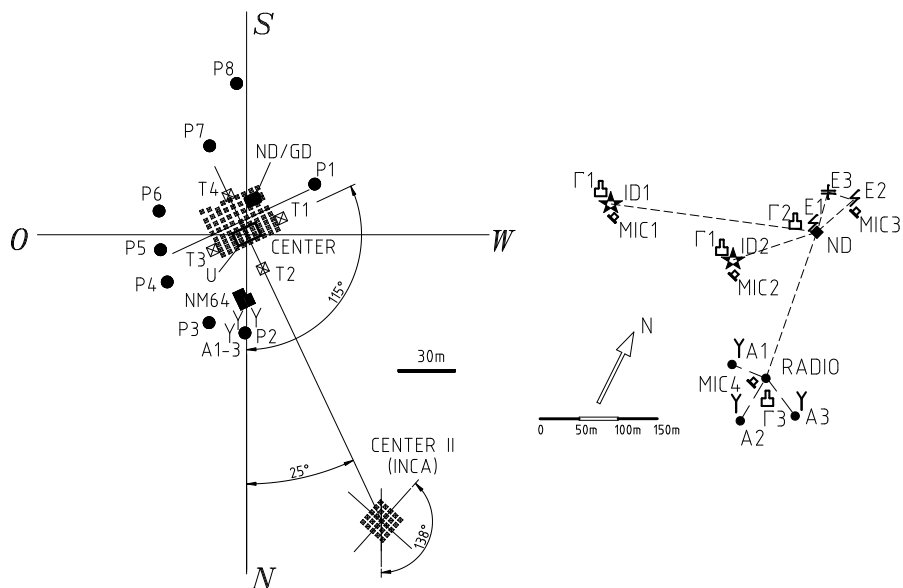 S
P8
P7
ND/GD
P1
T4
P6
T1
O
W
P5
CENTER
T3
U
T2
P4
NM64
115°
P3
Y Y
Y
P2
A1-3
30m
CENTER II
(INCA)
25°
138°
N
Γ1
ID1
MIC1
E3
E2
E1
Γ2
MIC3
ND
Γ1
ID2
MIC2
N
A1
RADIO
MIC4
Γ3
A2
A3
0
50m
100m
150m